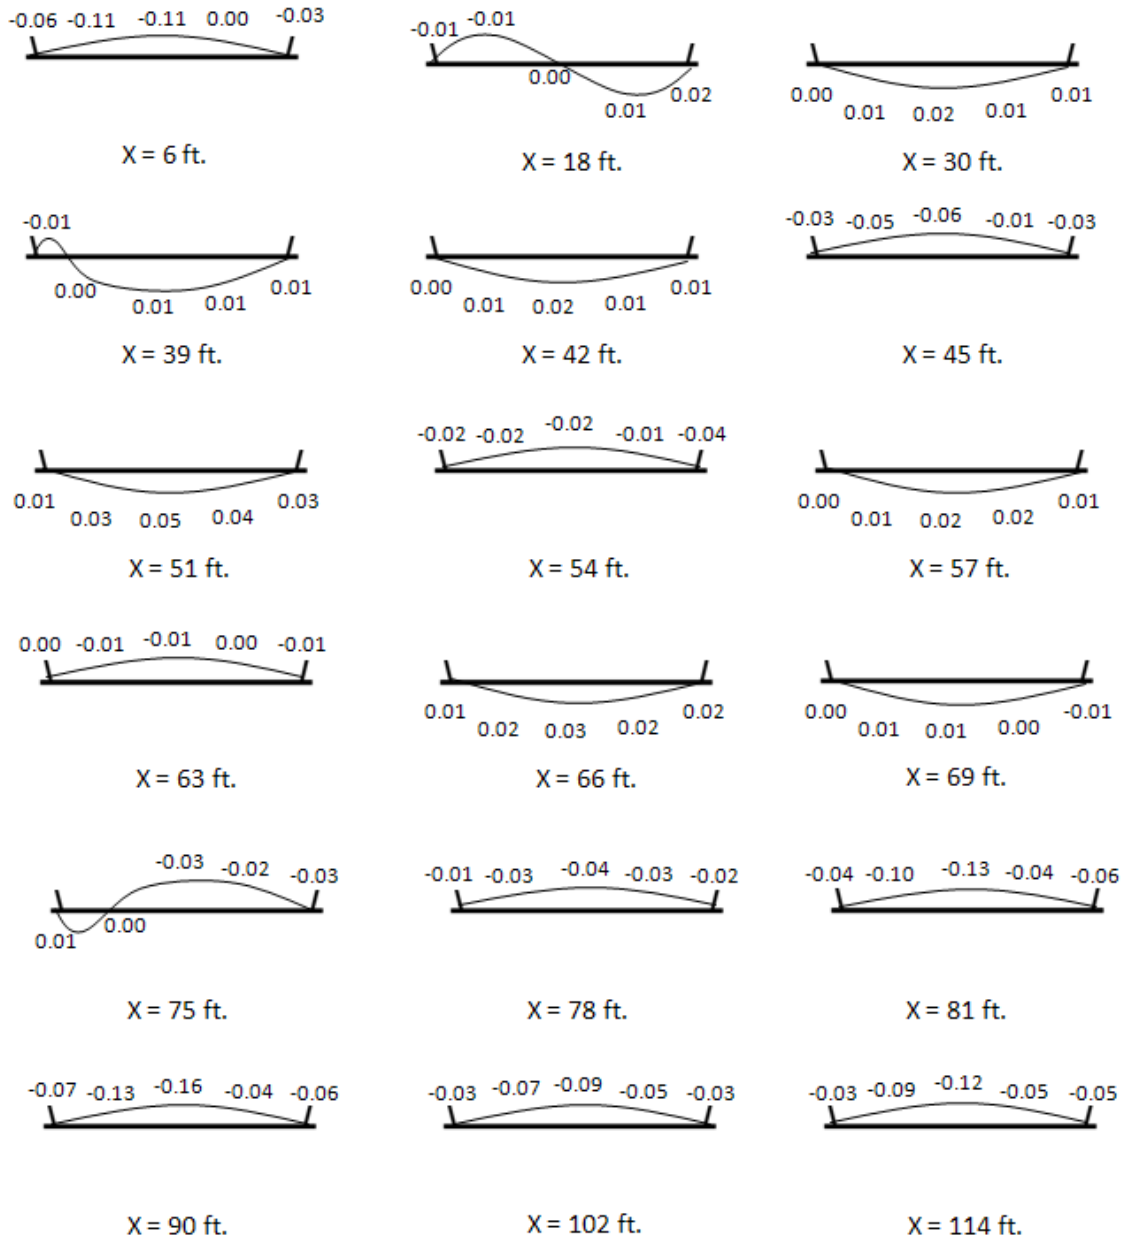 -0.06 -0.11 -0.11 0.00 -0.03
X = 6 ft.
-0.01 -0.01 0.00 0.01 0.02
X = 18 ft.
0.00 0.01 0.02 0.01 0.01
X = 30 ft.
-0.01 0.00 0.01 0.01 0.01
X = 39 ft.
0.00 0.01 0.02 0.01 0.01
X = 42 ft.
-0.03 -0.05 -0.06 -0.01 -0.03
X = 45 ft.
0.01 0.03 0.05 0.04 0.03
X = 51 ft.
-0.02 -0.02 -0.02 -0.01 -0.04
X = 54 ft.
0.00 0.01 0.02 0.02 0.01
X = 57 ft.
0.00 -0.01 -0.01 0.00 -0.01
X = 63 ft.
0.01 0.02 0.03 0.02 0.02
X = 66 ft.
0.00 0.01 0.01 0.00 -0.01
X = 69 ft.
0.01 0.00 -0.03 -0.02 -0.03
X = 75 ft.
-0.01 -0.03 -0.04 -0.03 -0.02
X = 78 ft.
-0.04 -0.10 -0.13 -0.04 -0.06
X = 81 ft.
-0.07 -0.13 -0.16 -0.04 -0.06
X = 90 ft.
-0.03 -0.07 -0.09 -0.05 -0.03
X = 102 ft.
-0.03 -0.09 -0.12 -0.05 -0.05
X = 114 ft.